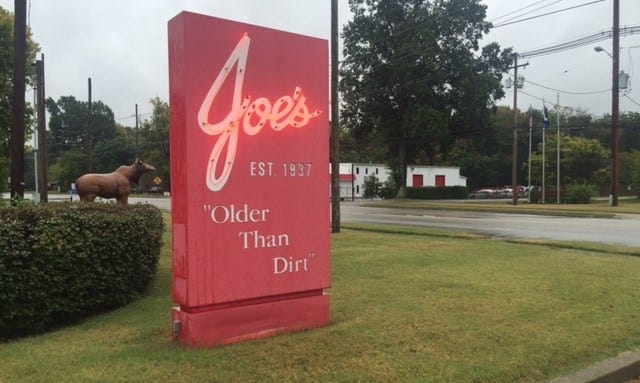 Joe's
EST. 1937
"Older
Than
Dirt"